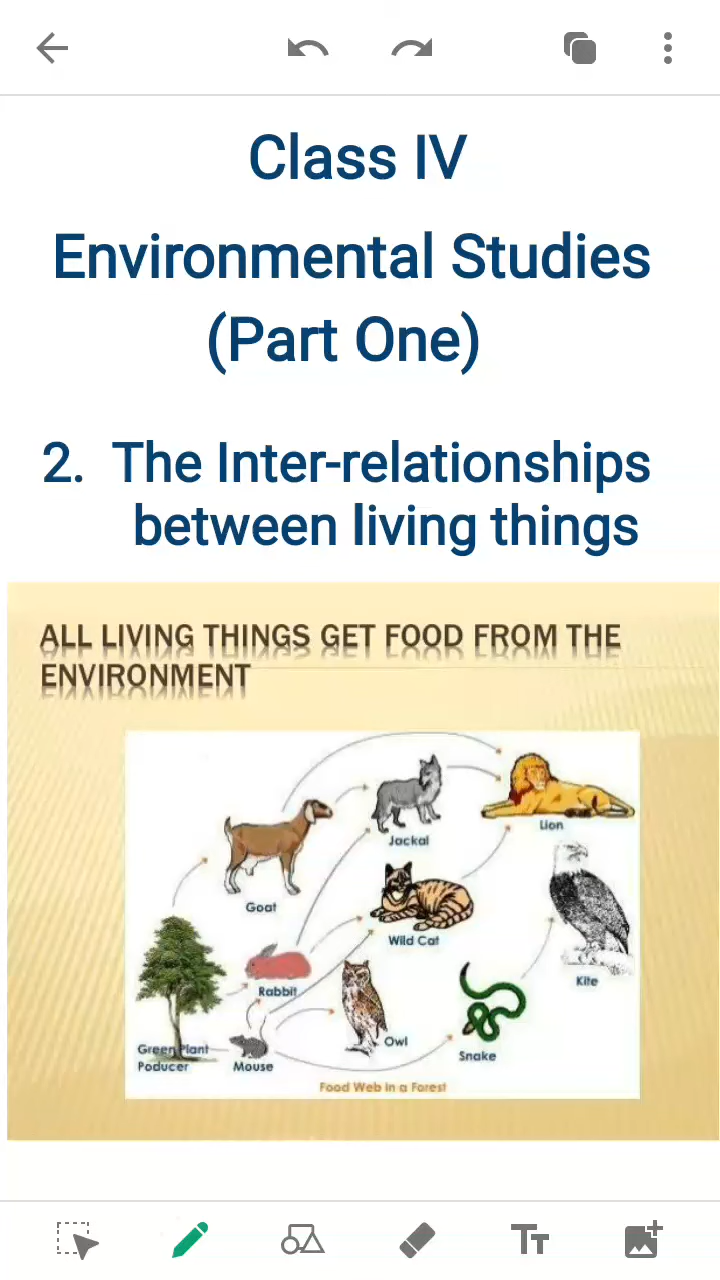 Class IV
Environmental Studies
(Part One)
2. The Inter-relationships
between living things
ALL LIVING THINGS GET FOOD FROM THE
ENVIRONMENT
Lion
Jackal
Goat
Wild Cat
Kite
Rabbit
Owl
Green Plant
Snake
Poducer
Mouse
Food Web in a Forest
TT